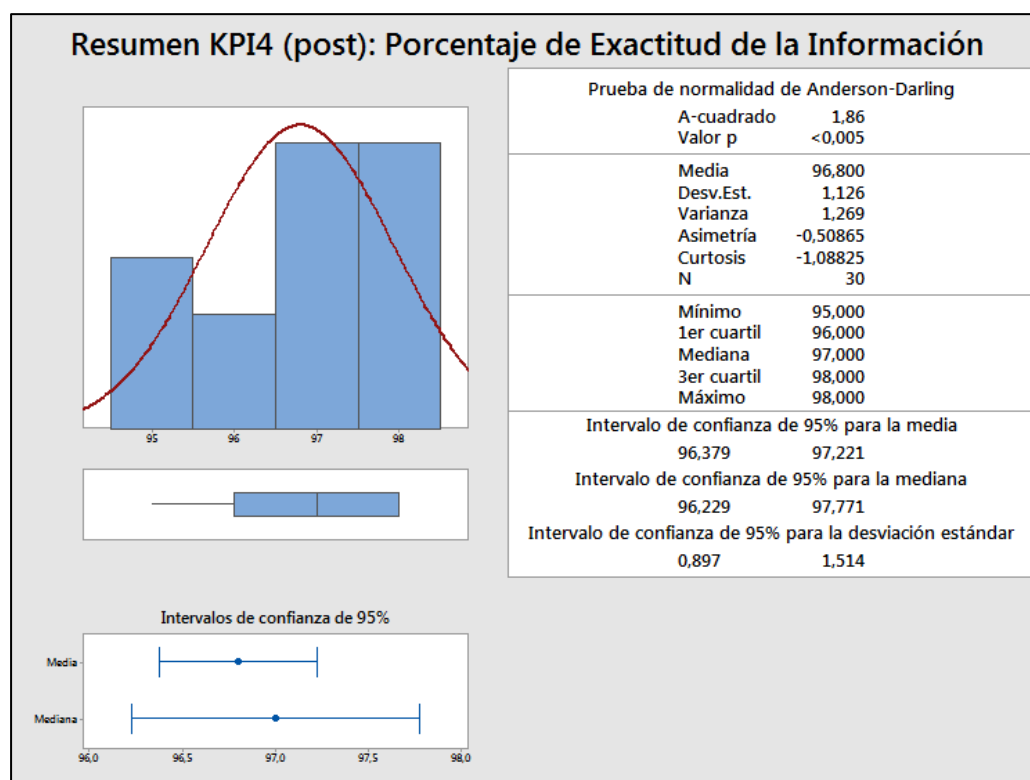 Resumen KPI4 (post): Porcentaje de Exactitud de la Información
95 96 97 98
Intervalos de confianza de 95%
Media
Mediana
96,0 96,5 97,0 97,5 98,0
Prueba de normalidad de Anderson-Darling
A-cuadrado 1,86
Valor p <0,005
Media 96,800
Desv.Est. 1,126
Varianza 1,269
Asimetría -0,50865
Curtosis -1,08825
N 30
Mínimo 95,000
1er cuartil 96,000
Mediana 97,000
3er cuartil 98,000
Máximo 98,000
Intervalo de confianza de 95% para la media
96,379 97,221
Intervalo de confianza de 95% para la mediana
96,229 97,771
Intervalo de confianza de 95% para la desviación estándar
0,897 1,514